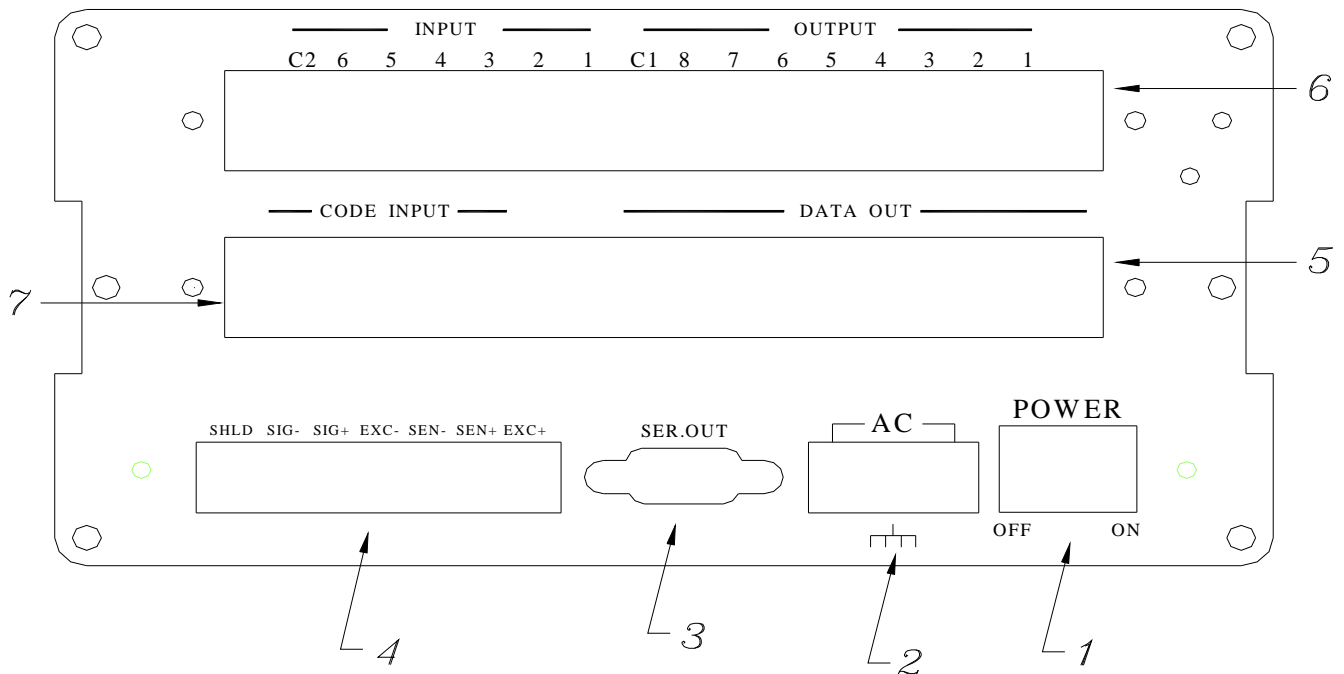 INPUT OUTPUT
C2 6 5 4 3 2 1 C1 8 7 6 5 4 3 2 1
6
CODE INPUT DATA OUT
5
7
POWER
AC
SHLD SIG- SIG+ EXC- SEN- SEN+ EXC+ SER.OUT
OFF ON
4 3 2 1